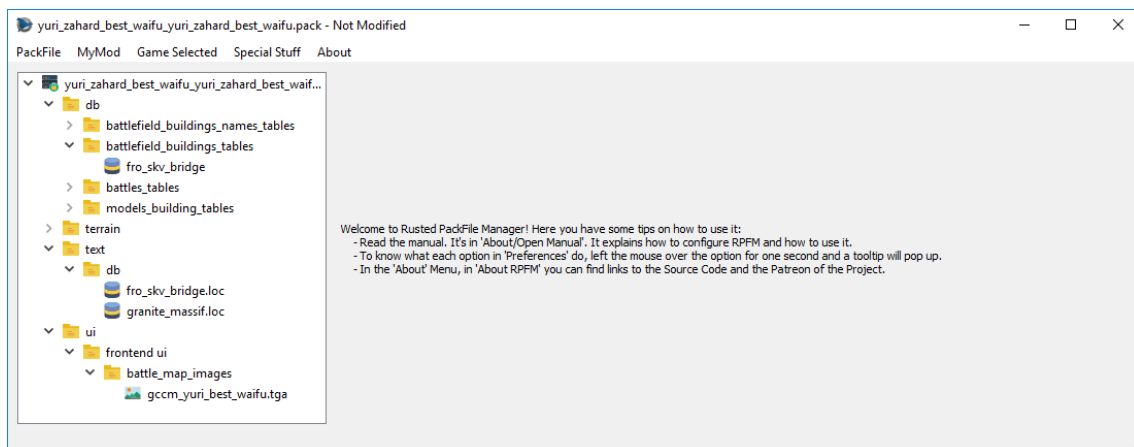 yuri_zahard_best_waifu_yuri_zahard_best_waifu.pack - Not Modified
PackFile MyMod Game Selected Special Stuff About
yuri_zahard_best_waifu_yuri_zahard_best_waif...
db
battlefield_buildings_names_tables
battlefield_buildings_tables
fro_skv_bridge
battles_tables
models_building_tables
terrain
text
db
fro_skv_bridge.loc
granite_massif.loc
ui
frontend ui
battle_map_images
gccm_yuri_best_waifu.tga
Welcome to Rusted PackFile Manager! Here you have some tips on how to use it:
- Read the manual. It's in 'About/Open Manual'. It explains how to configure RPFM and how to use it.
- To know what each option in 'Preferences' do, left the mouse over the option for one second and a tooltip will pop up.
- In the 'About' Menu, in 'About RPFM' you can find links to the Source Code and the Patreon of the Project.